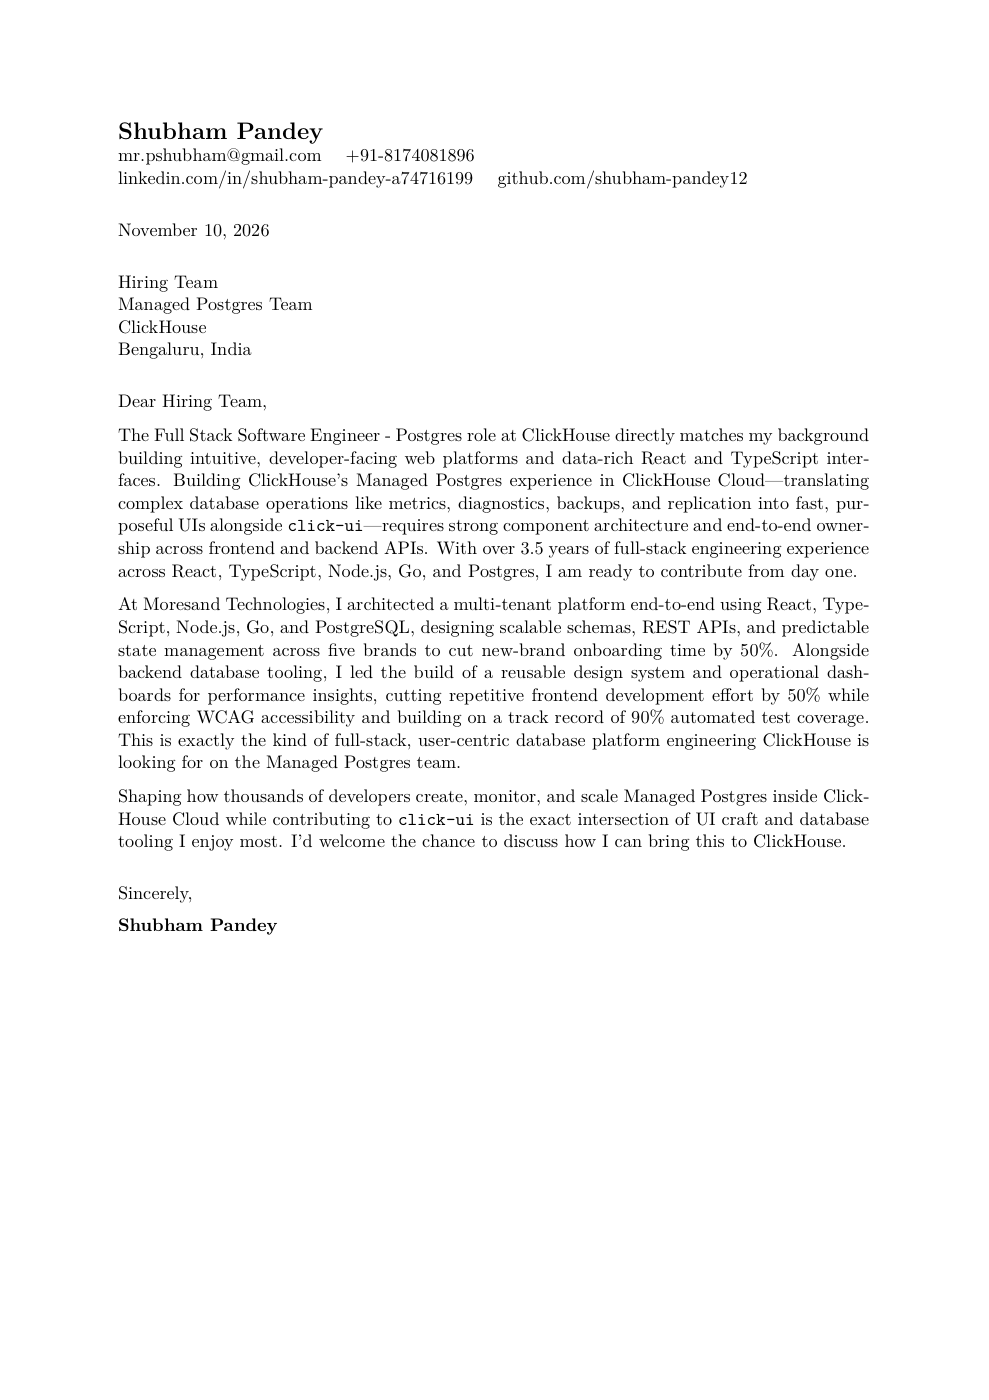 Shubham Pandey
mr.pshubham@gmail.com +91-8174081896
linkedin.com/in/shubham-pandey-a74716199 github.com/shubham-pandey12
November 10, 2026
Hiring Team
Managed Postgres Team
ClickHouse
Bengaluru, India
Dear Hiring Team,
The Full Stack Software Engineer - Postgres role at ClickHouse directly matches my background
building intuitive, developer-facing web platforms and data-rich React and TypeScript inter-
faces. Building ClickHouse's Managed Postgres experience in ClickHouse Cloud—translating
complex database operations like metrics, diagnostics, backups, and replication into fast, pur-
poseful UIs alongside click-ui—requires strong component architecture and end-to-end owner-
ship across frontend and backend APIs. With over 3.5 years of full-stack engineering experience
across React, TypeScript, Node.js, Go, and Postgres, I am ready to contribute from day one.
At Moresand Technologies, I architected a multi-tenant platform end-to-end using React, Type-
Script, Node.js, Go, and PostgreSQL, designing scalable schemas, REST APIs, and predictable
state management across five brands to cut new-brand onboarding time by 50%. Alongside
backend database tooling, I led the build of a reusable design system and operational dash-
boards for performance insights, cutting repetitive frontend development effort by 50% while
enforcing WCAG accessibility and building on a track record of 90% automated test coverage.
This is exactly the kind of full-stack, user-centric database platform engineering ClickHouse is
looking for on the Managed Postgres team.
Shaping how thousands of developers create, monitor, and scale Managed Postgres inside Click-
House Cloud while contributing to click-ui is the exact intersection of UI craft and database
tooling I enjoy most. I'd welcome the chance to discuss how I can bring this to ClickHouse.
Sincerely,
Shubham Pandey